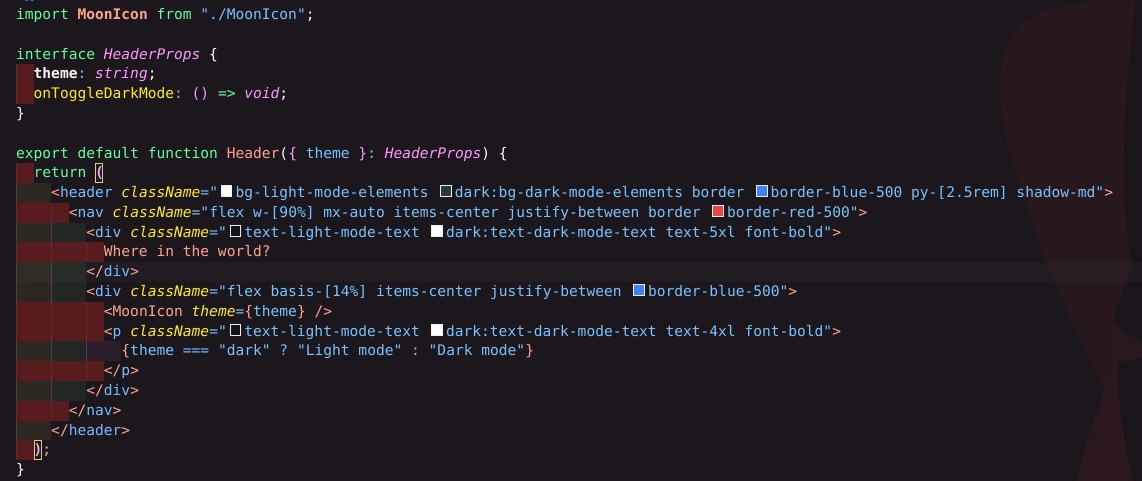 import MoonIcon from "./MoonIcon";
interface HeaderProps {
theme: string;
onToggleDarkMode: () => void;
}
export default function Header({ theme }: HeaderProps) {
return (
<header className="bg-light-mode-elements dark:bg-dark-mode-elements border border-blue-500 py-[2.5rem] shadow-md">
<nav className="flex w-[90%] mx-auto items-center justify-between border border-red-500">
<div className="text-light-mode-text dark:text-dark-mode-text text-5xl font-bold">
Where in the world?
</div>
<div className="flex basis-[14%] items-center justify-between border-blue-500">
<MoonIcon theme={theme} />
<p className="text-light-mode-text dark:text-dark-mode-text text-4xl font-bold">
{theme === "dark" ? "Light mode" : "Dark mode"}
</p>
</div>
</nav>
</header>
);
}